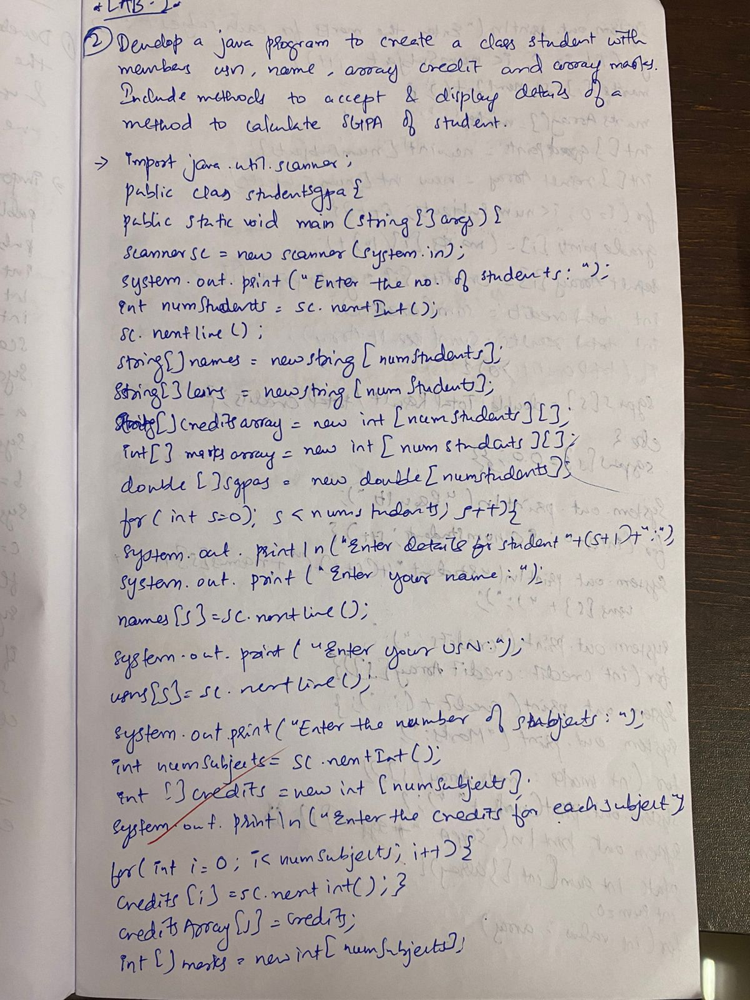 * LAB-2 *
② Develop a java program to create a class student with
members usn, name, array credit and array marks.
Include methods to accept & display details of a
method to calculate SGPA of student.
→ import java.util.scanner;
public class studentsgpa {
public static void main (string [] args) {
scanner sc = new scanner (system.in);
system.out.print ("Enter the no. of students: ");
int numStudents = sc.nextInt();
sc.nextline();
string[] names = new string [numStudents];
String[] = new string [num Students];
[] credits array = new int [numstudents][];
int[] marks array = new int [num students][];
double []sgpas = new double[numstudents];
for (int s=0); s < numstudents; s++){
system.out.println ("Enter details for student "+(s+1)+":")
system.out.print ("Enter your name: ");
names[s]=sc.nextline();
system.out.print ("Enter your USN:");
usns[s]=sc.nextline();
system.out.print ("Enter the number of subjects: ");
int numSubjects = sc.nextInt();
int [] credits = new int [numsubjects].
system.out.println ("Enter the credits for each subject")
for(int i=0; i< numSubjects; i++){
credits [i] =sc.next int();}
credits Array[s] = credits;
int [] marks = new int[numSubjects];